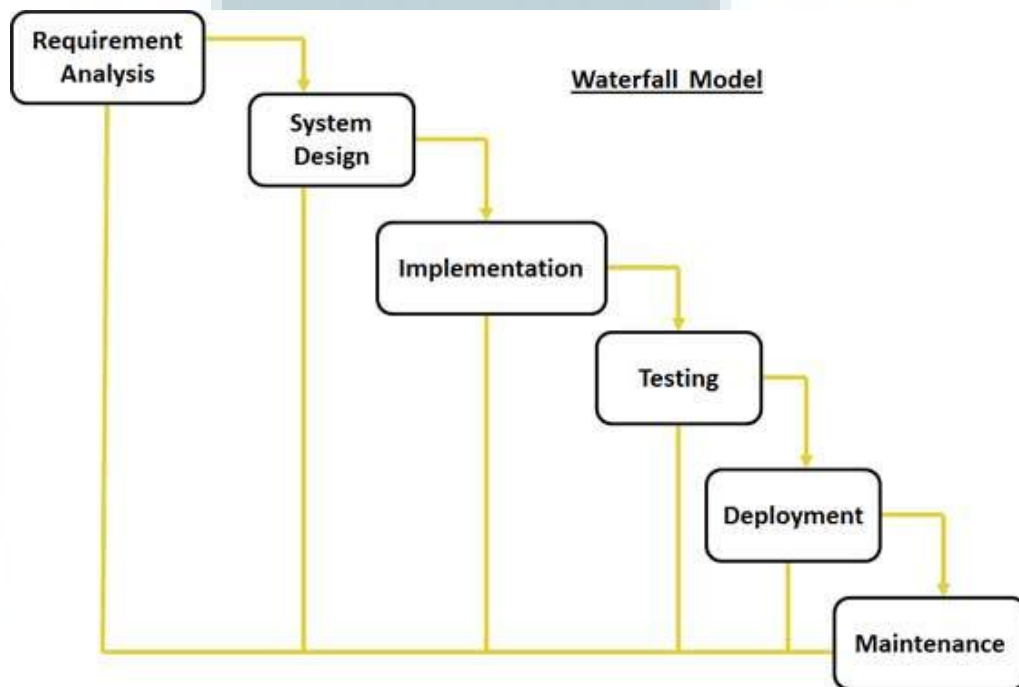 Requirement
Analysis
Waterfall Model
System
Design
Implementation
Testing
Deployment
Maintenance